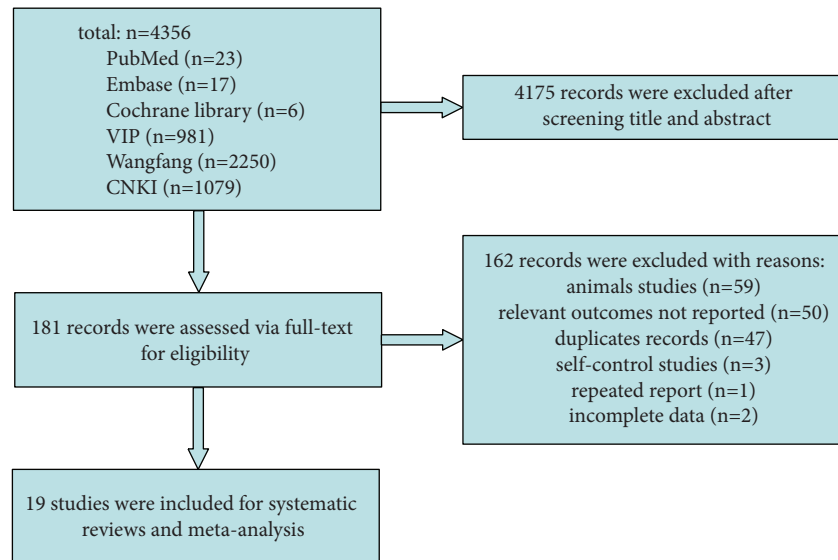 total: n=4356
PubMed (n=23)
Embase (n=17)
Cochrane library (n=6)
VIP (n=981)
Wangfang (n=2250)
CNKI (n=1079)
4175 records were excluded after
screening title and abstract
181 records were assessed via full-text
for eligibility
162 records were excluded with reasons:
animals studies (n=59)
relevant outcomes not reported (n=50)
duplicates records (n=47)
self-control studies (n=3)
repeated report (n=1)
incomplete data (n=2)
19 studies were included for systematic
reviews and meta-analysis